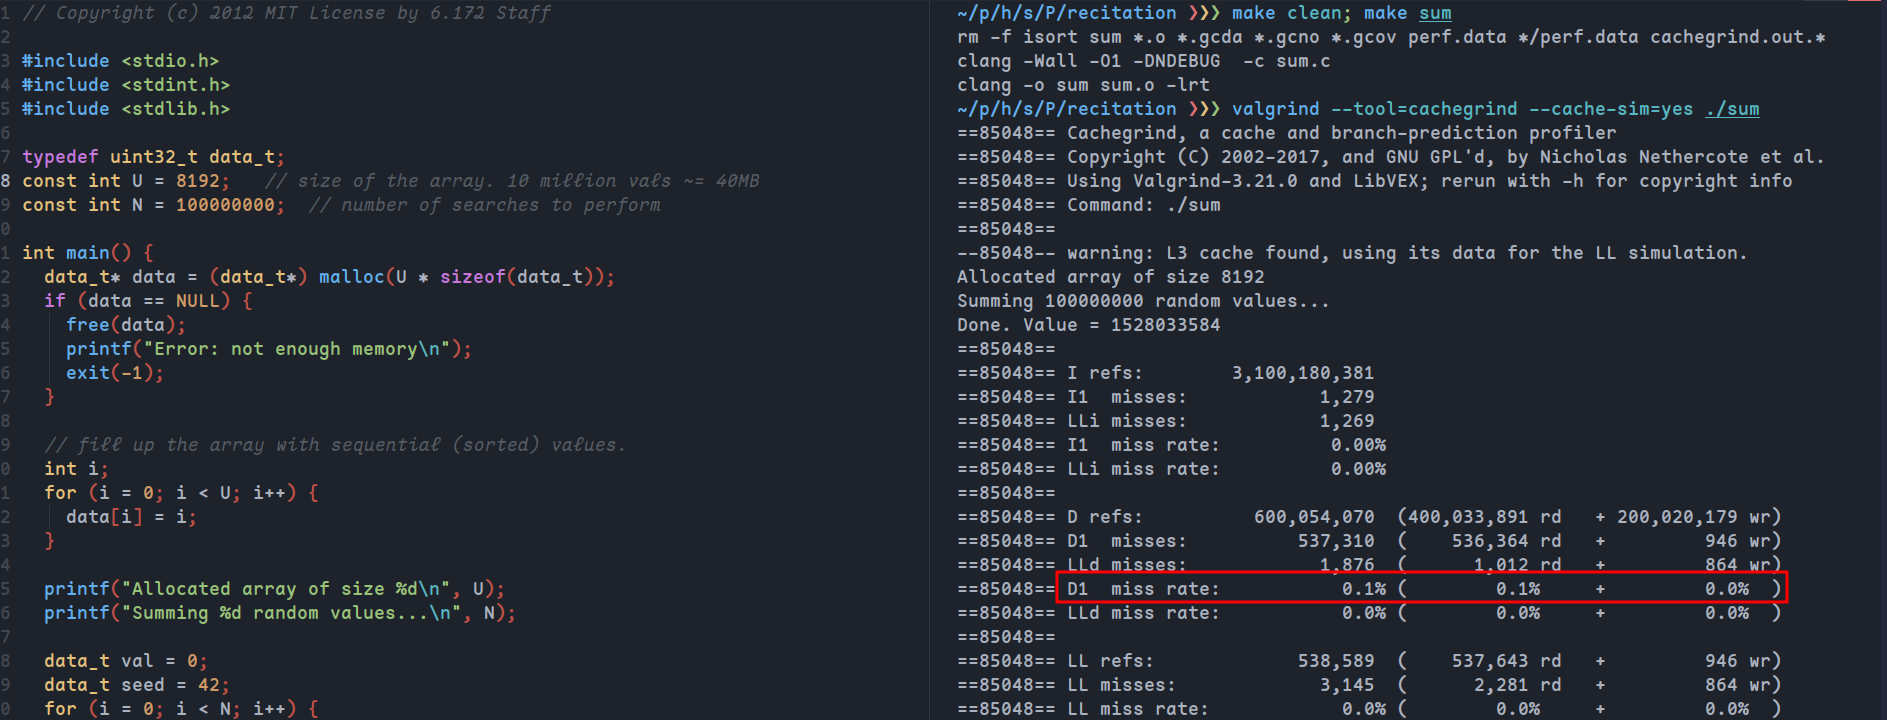 1 // Copyright (c) 2012 MIT License by 6.172 Staff
2
3 #include <stdio.h>
4 #include <stdint.h>
5 #include <stdlib.h>
6
7 typedef uint32_t data_t;
8 const int U = 8192;   // size of the array. 10 million vals ~= 40MB
9 const int N = 100000000;  // number of searches to perform
0
1 int main() {
2   data_t* data = (data_t*) malloc(U * sizeof(data_t));
3   if (data == NULL) {
4     free(data);
5     printf("Error: not enough memory\n");
6     exit(-1);
7   }
8
9   // fill up the array with sequential (sorted) values.
0   int i;
1   for (i = 0; i < U; i++) {
2     data[i] = i;
3   }
4
5   printf("Allocated array of size %d\n", U);
6   printf("Summing %d random values...\n", N);
7
8   data_t val = 0;
9   data_t seed = 42;
0   for (i = 0; i < N; i++) {
~/p/h/s/P/recitation ❯❯❯ make clean; make sum
rm -f isort sum *.o *.gcda *.gcno *.gcov perf.data */perf.data cachegrind.out.*
clang -Wall -O1 -DNDEBUG  -c sum.c
clang -o sum sum.o -lrt
~/p/h/s/P/recitation ❯❯❯ valgrind --tool=cachegrind --cache-sim=yes ./sum
==85048== Cachegrind, a cache and branch-prediction profiler
==85048== Copyright (C) 2002-2017, and GNU GPL'd, by Nicholas Nethercote et al.
==85048== Using Valgrind-3.21.0 and LibVEX; rerun with -h for copyright info
==85048== Command: ./sum
==85048==
--85048-- warning: L3 cache found, using its data for the LL simulation.
Allocated array of size 8192
Summing 100000000 random values...
Done. Value = 1528033584
==85048==
==85048== I refs:        3,100,180,381
==85048== I1  misses:            1,279
==85048== LLi misses:            1,269
==85048== I1  miss rate:          0.00%
==85048== LLi miss rate:          0.00%
==85048==
==85048== D refs:          600,054,070  (400,033,891 rd   + 200,020,179 wr)
==85048== D1  misses:          537,310  (    536,364 rd   +         946 wr)
==85048== LLd misses:            1,876  (      1,012 rd   +         864 wr)
==85048== D1  miss rate:           0.1% (        0.1%     +         0.0%  )
==85048== LLd miss rate:           0.0% (        0.0%     +         0.0%  )
==85048==
==85048== LL refs:             538,589  (    537,643 rd   +         946 wr)
==85048== LL misses:             3,145  (      2,281 rd   +         864 wr)
==85048== LL miss rate:            0.0% (        0.0%     +         0.0%  )